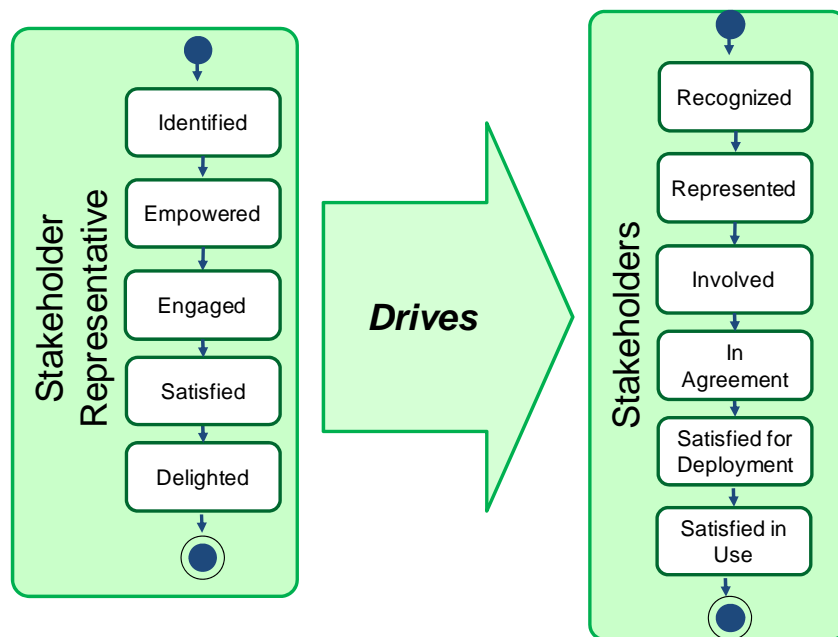 Stakeholder
Representative
Identified
Empowered
Engaged
Satisfied
Delighted
Drives
Stakeholders
Recognized
Represented
Involved
In
Agreement
Satisfied for
Deployment
Satisfied in
Use